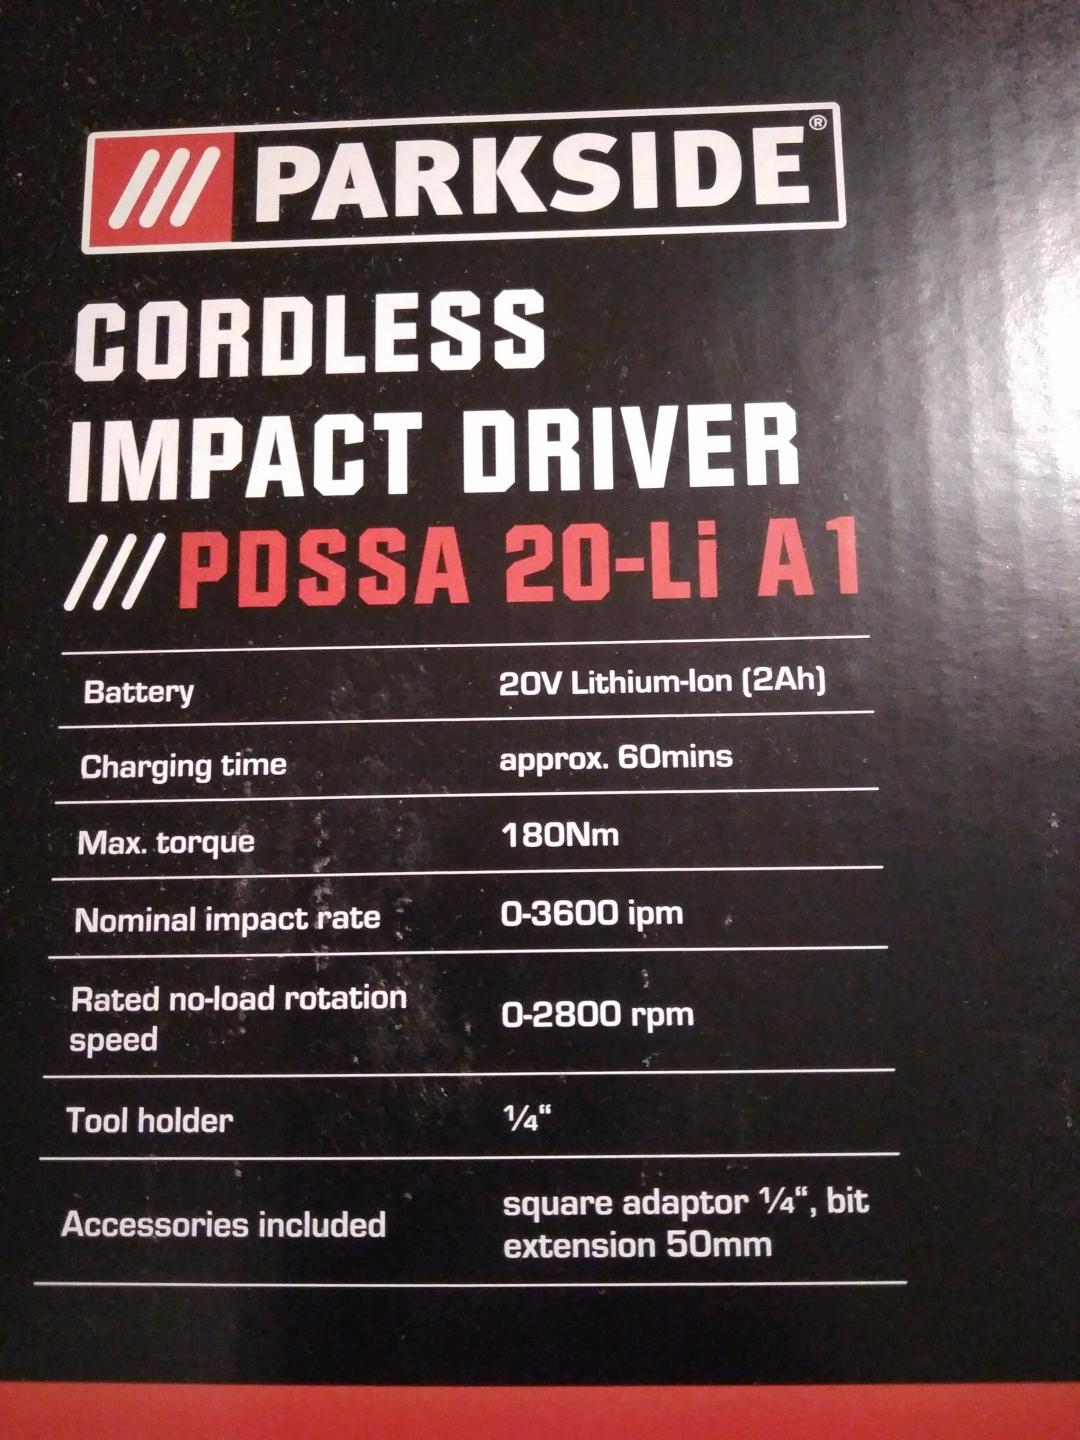 PARKSIDE®
CORDLESS
IMPACT DRIVER
/// PDSSA 20-Li A1
Battery 20V Lithium-Ion (2Ah)
Charging time approx. 60mins
Max. torque 180Nm
Nominal impact rate 0-3600 ipm
Rated no-load rotation speed 0-2800 rpm
Tool holder ¼“
Accessories included square adaptor ¼“, bit
extension 50mm